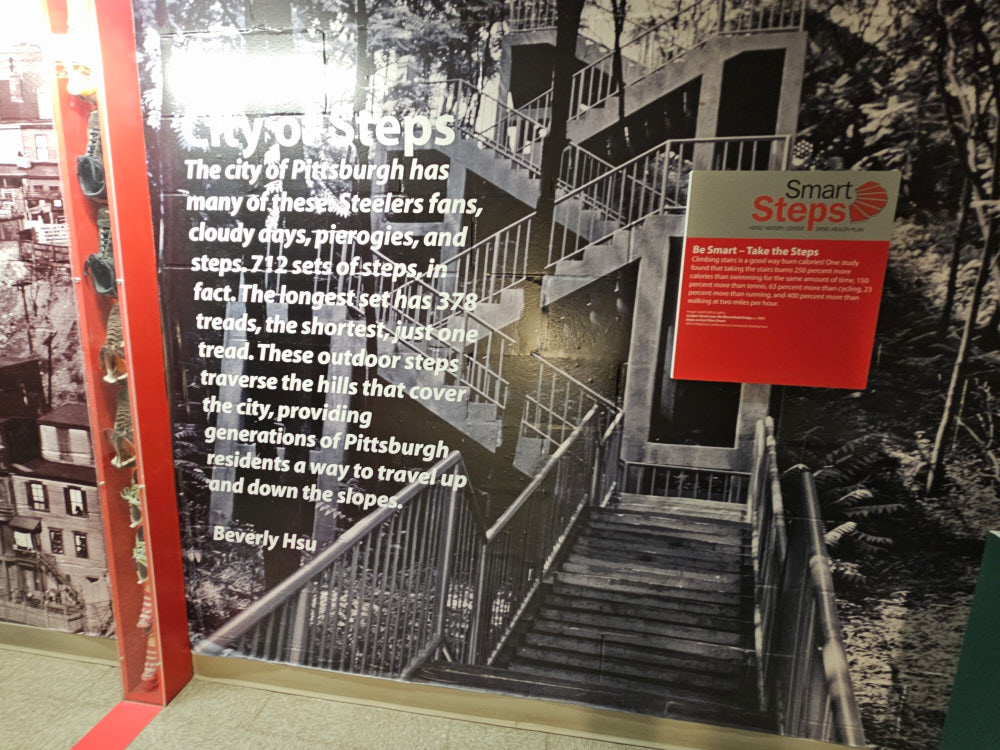 City of Steps
The city of Pittsburgh has
many of these: Steelers fans,
cloudy days, pierogies, and
steps. 712 sets of steps, in
fact. The longest set has 378
treads, the shortest, just one
tread. These outdoor steps
traverse the hills that cover
the city, providing
generations of Pittsburgh
residents a way to travel up
and down the slopes.
Beverly Hsu
Smart
Steps
HEINZ HISTORY CENTER UPMC HEALTH PLAN
Be Smart – Take the Steps
Climbing stairs is a good way burn calories! One study
found that taking the stairs burns 250 percent more
calories than swimming for the same amount of time, 150
percent more than tennis, 63 percent more than cycling, 23
percent more than running, and 400 percent more than
walking at two miles per hour.